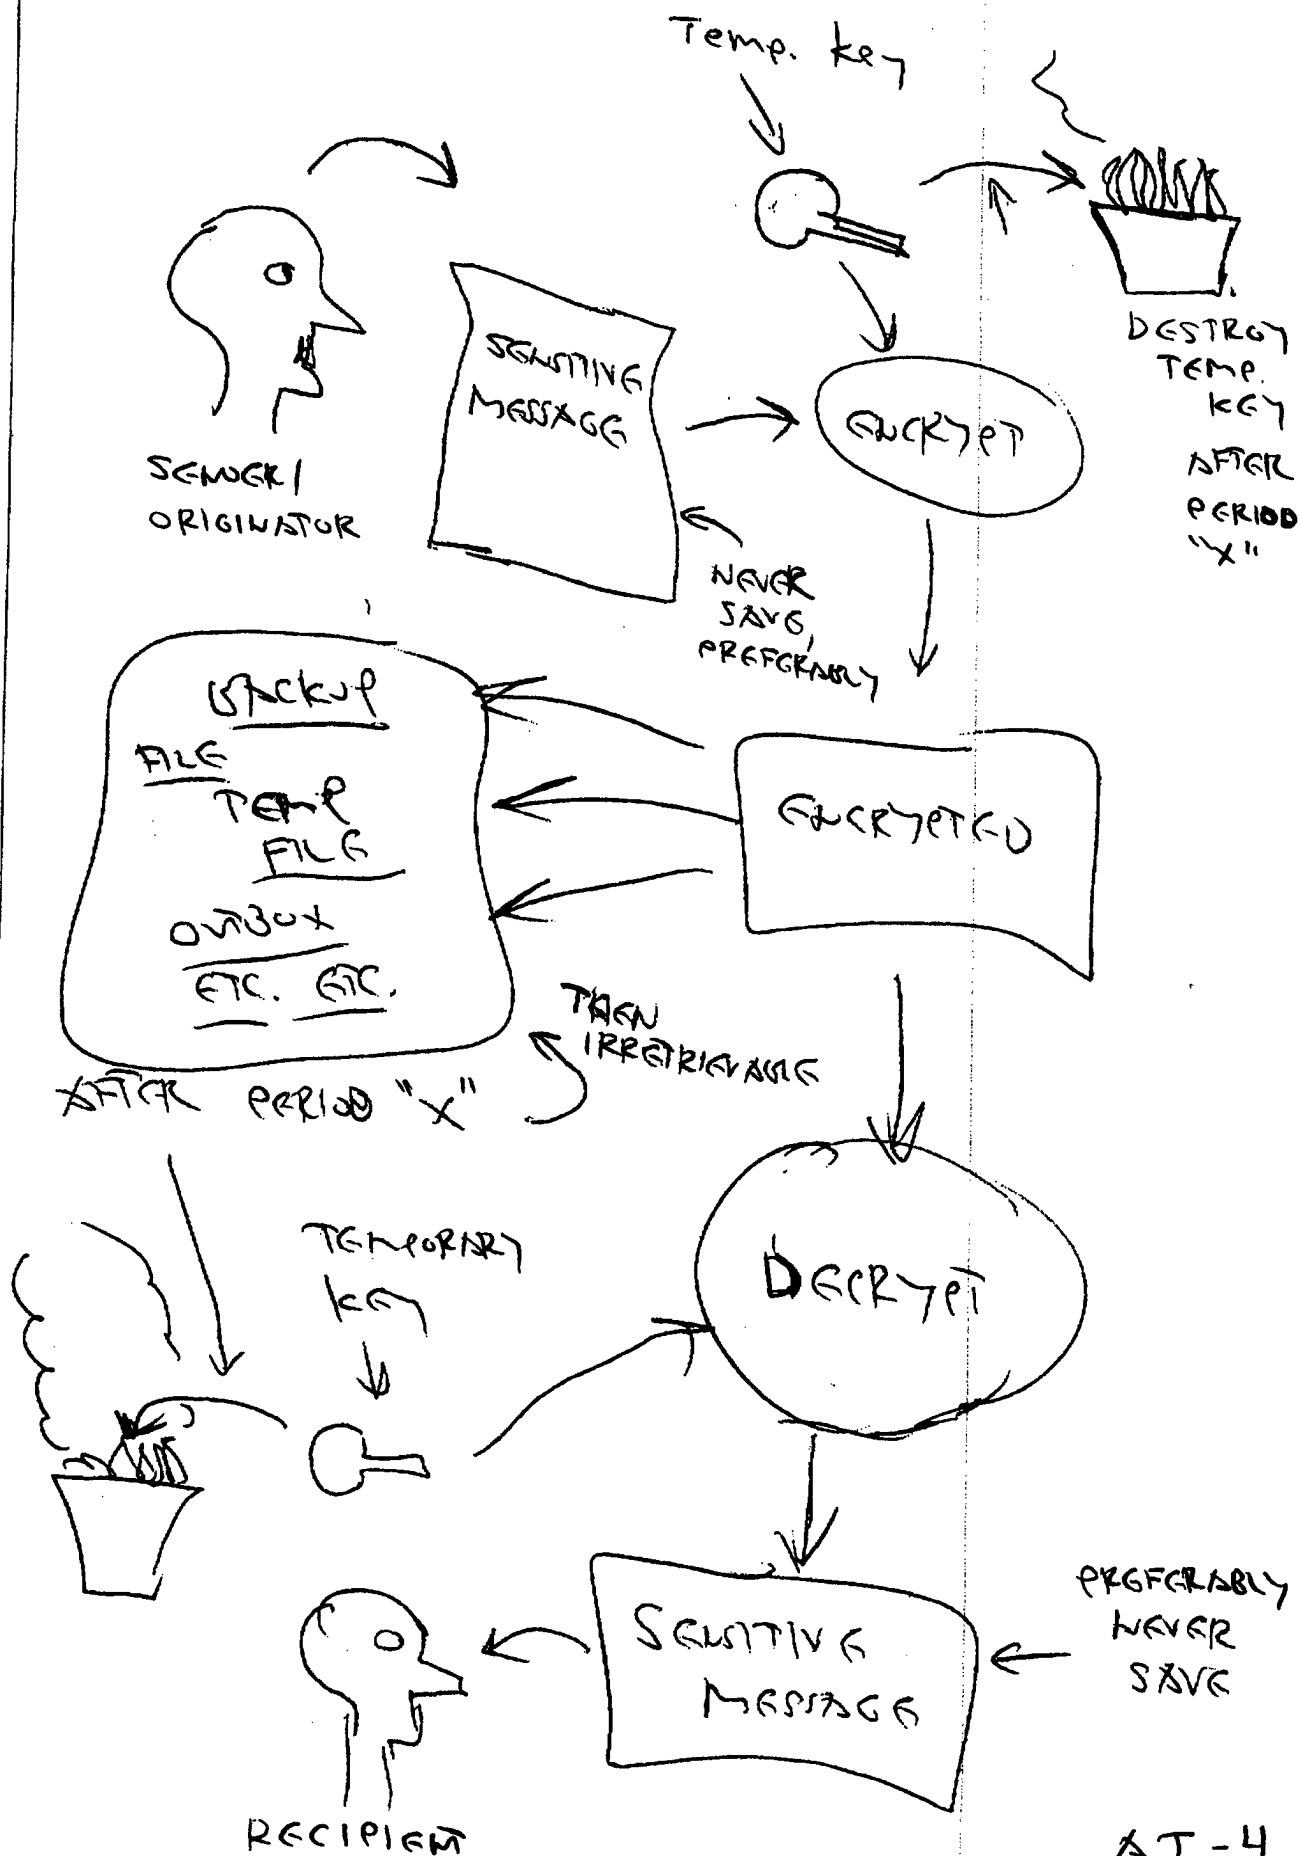 Temp. key
DESTROY
TEMP.
KEY
AFTER
PERIOD
"X"
SENSITIVE
MESSAGE
ENCRYPT
SENDER/
ORIGINATOR
NEVER
SAVE,
PREFERABLY
BACKUP
FILE
TEMP
FILE
OUTBOX
ETC. ETC.
ENCRYPTED
THEN
IRRETRIEVABLE
AFTER PERIOD "X"
TEMPORARY
KEY
DECRYPT
SENSITIVE
MESSAGE
PREFERABLY
NEVER
SAVE
RECIPIENT
AT-4